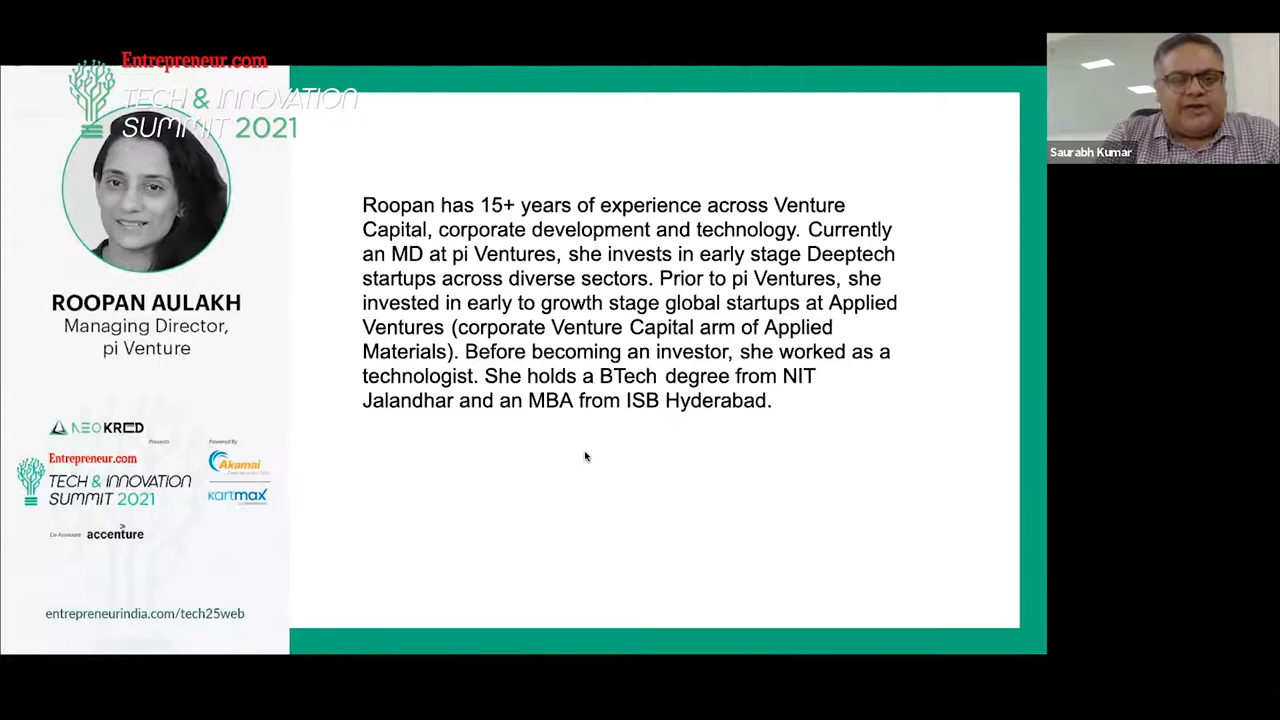 Entrepreneur.com
TECH & INNOVATION
SUMMIT 2021
ROOPAN AULAKH
Managing Director,
pi Venture
NEOKRED
Presents
Powered By
Entrepreneur.com
TECH & INNOVATION
SUMMIT 2021
Akamai
kartmax
Co-Associate
accenture
entrepreneurindia.com/tech25web
Roopan has 15+ years of experience across Venture
Capital, corporate development and technology. Currently
an MD at pi Ventures, she invests in early stage Deeptech
startups across diverse sectors. Prior to pi Ventures, she
invested in early to growth stage global startups at Applied
Ventures (corporate Venture Capital arm of Applied
Materials). Before becoming an investor, she worked as a
technologist. She holds a BTech degree from NIT
Jalandhar and an MBA from ISB Hyderabad.
Saurabh Kumar